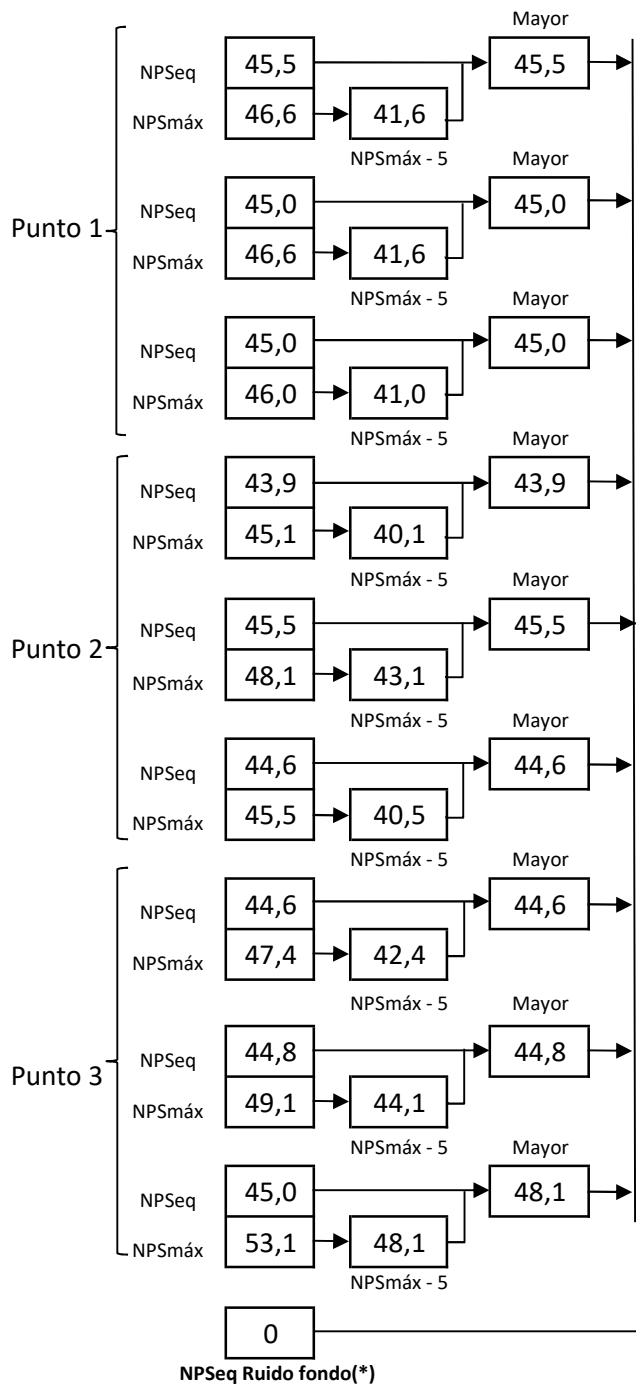 Mayor
NPSeq 45,5 45,5
NPSmáx 46,6 41,6
NPSmáx - 5
Mayor
Punto 1
NPSeq 45,0 45,0
NPSmáx 46,6 41,6
NPSmáx - 5
Mayor
NPSeq 45,0 45,0
NPSmáx 46,0 41,0
NPSmáx - 5
Mayor
NPSeq 43,9 43,9
NPSmáx 45,1 40,1
NPSmáx - 5
Mayor
Punto 2
NPSeq 45,5 45,5
NPSmáx 48,1 43,1
NPSmáx - 5
Mayor
NPSeq 44,6 44,6
NPSmáx 45,5 40,5
NPSmáx - 5
Mayor
NPSeq 44,6 44,6
NPSmáx 47,4 42,4
NPSmáx - 5
Mayor
Punto 3
NPSeq 44,8 44,8
NPSmáx 49,1 44,1
NPSmáx - 5
Mayor
NPSeq 45,0 48,1
NPSmáx 53,1 48,1
NPSmáx - 5
0
NPSeq Ruido fondo(*)